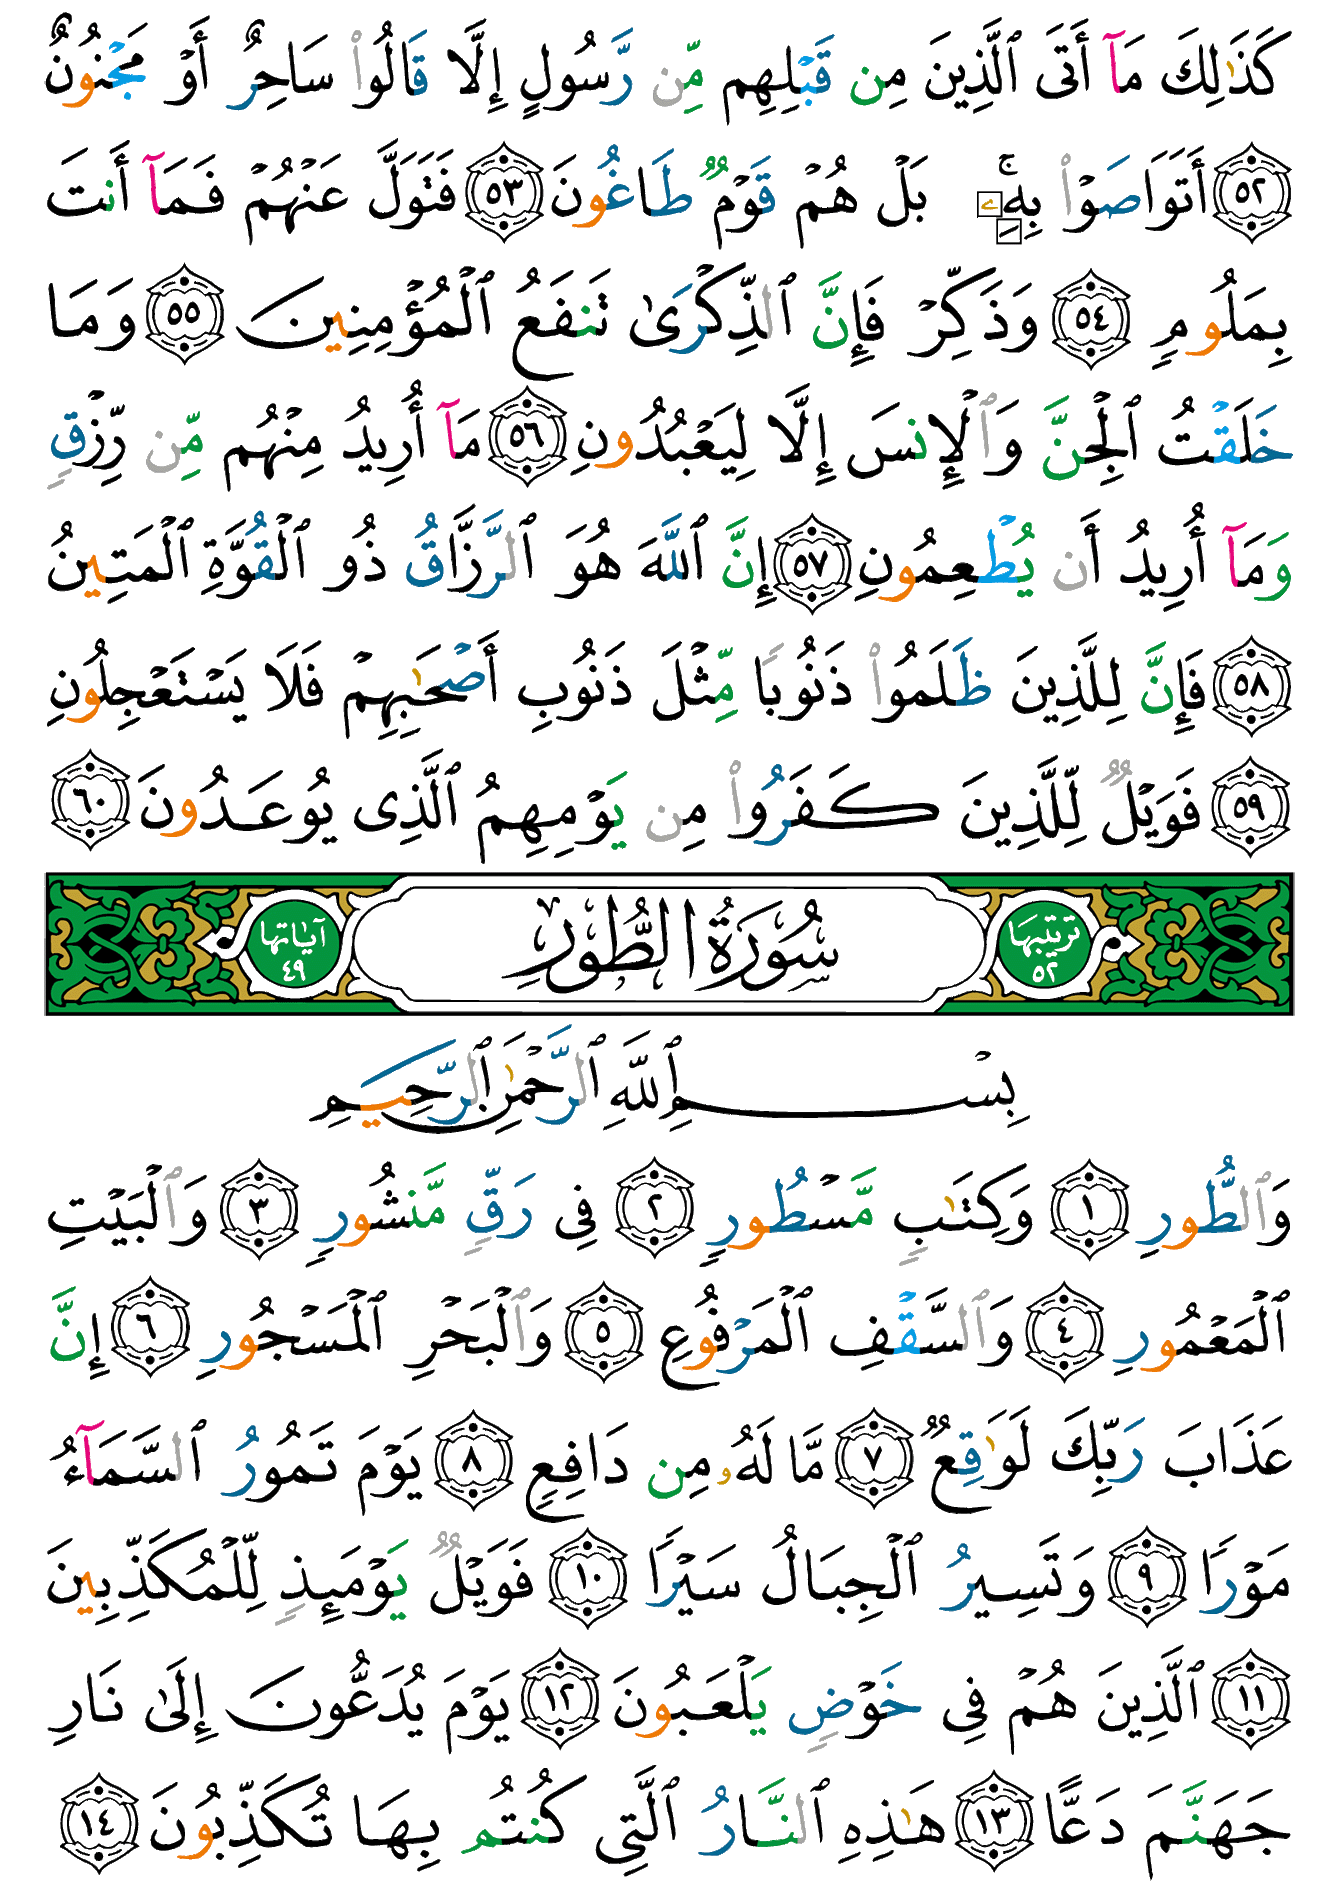 كَذَٰلِكَ مَآ أَتَى ٱلَّذِينَ مِن قَبْلِهِم مِّن رَّسُولٍ إِلَّا قَالُوا۟ سَاحِرٌ أَوْ مَجْنُونٌ
٥٢ أَتَوَاصَوْا۟ بِهِۦۚ بَلْ هُمْ قَوْمٌ طَاغُونَ ٥٣ فَتَوَلَّ عَنْهُمْ فَمَآ أَنتَ
بِمَلُومٍ ٥٤ وَذَكِّرْ فَإِنَّ ٱلذِّكْرَىٰ تَنفَعُ ٱلْمُؤْمِنِينَ ٥٥ وَمَا
خَلَقْتُ ٱلْجِنَّ وَٱلْإِنسَ إِلَّا لِيَعْبُدُونِ ٥٦ مَآ أُرِيدُ مِنْهُم مِّن رِّزْقٍ
وَمَآ أُرِيدُ أَن يُطْعِمُونِ ٥٧ إِنَّ ٱللَّهَ هُوَ ٱلرَّزَّاقُ ذُو ٱلْقُوَّةِ ٱلْمَتِينُ
٥٨ فَإِنَّ لِلَّذِينَ ظَلَمُوا۟ ذَنُوبًا مِّثْلَ ذَنُوبِ أَصْحَٰبِهِمْ فَلَا يَسْتَعْجِلُونِ
٥٩ فَوَيْلٌ لِّلَّذِينَ كَفَرُوا۟ مِن يَوْمِهِمُ ٱلَّذِى يُوعَدُونَ ٦٠
ترتيبها ٥٢ سُورَةُ الطُّورِ آياتها ٤٩
بِسْمِ ٱللَّهِ ٱلرَّحْمَٰنِ ٱلرَّحِيمِ
وَٱلطُّورِ ١ وَكِتَٰبٍ مَّسْطُورٍ ٢ فِى رَقٍّ مَّنشُورٍ ٣ وَٱلْبَيْتِ
ٱلْمَعْمُورِ ٤ وَٱلسَّقْفِ ٱلْمَرْفُوعِ ٥ وَٱلْبَحْرِ ٱلْمَسْجُورِ ٦ إِنَّ
عَذَابَ رَبِّكَ لَوَٰقِعٌ ٧ مَّا لَهُۥ مِن دَافِعٍ ٨ يَوْمَ تَمُورُ ٱلسَّمَآءُ
مَوْرًا ٩ وَتَسِيرُ ٱلْجِبَالُ سَيْرًا ١٠ فَوَيْلٌ يَوْمَئِذٍ لِّلْمُكَذِّبِينَ
١١ ٱلَّذِينَ هُمْ فِى خَوْضٍ يَلْعَبُونَ ١٢ يَوْمَ يُدَعُّونَ إِلَىٰ نَارِ
جَهَنَّمَ دَعًّا ١٣ هَٰذِهِ ٱلنَّارُ ٱلَّتِى كُنتُم بِهَا تُكَذِّبُونَ ١٤